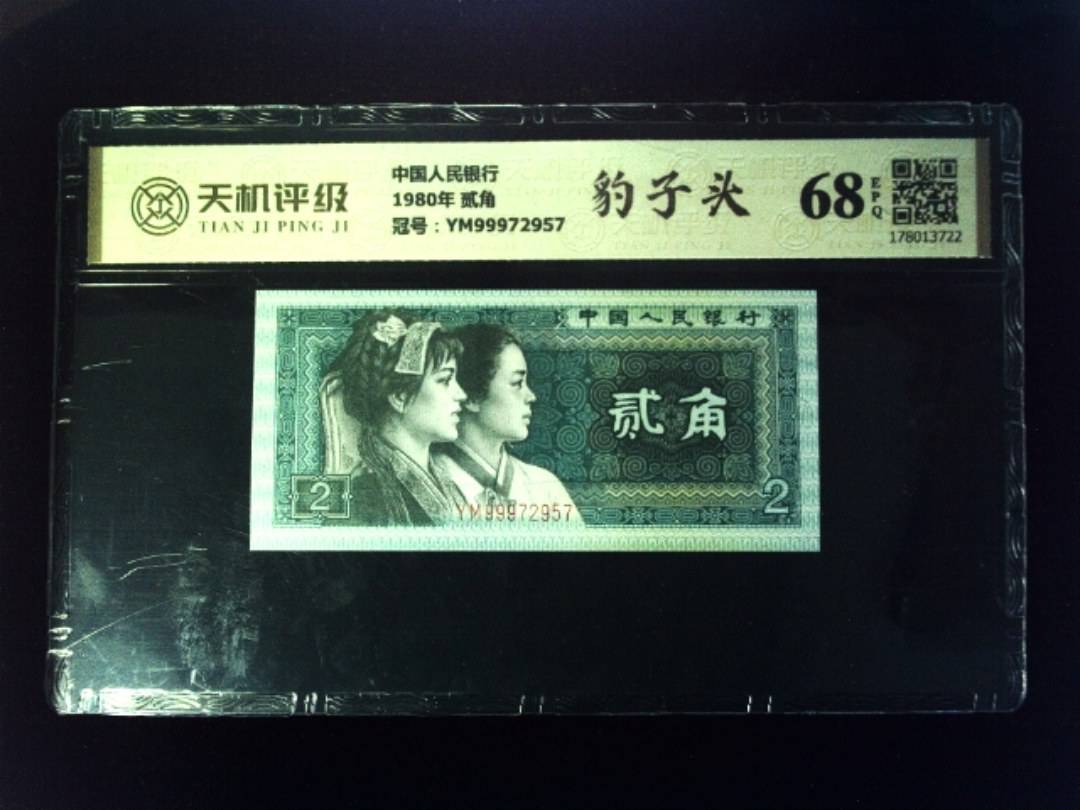 天机评级
TIAN JI PING JI
中国人民银行
1980年 贰角
冠号：YM99972957
豹子头
68
EPQ
178013722
中国人民银行
贰角
2
YM99972957
2